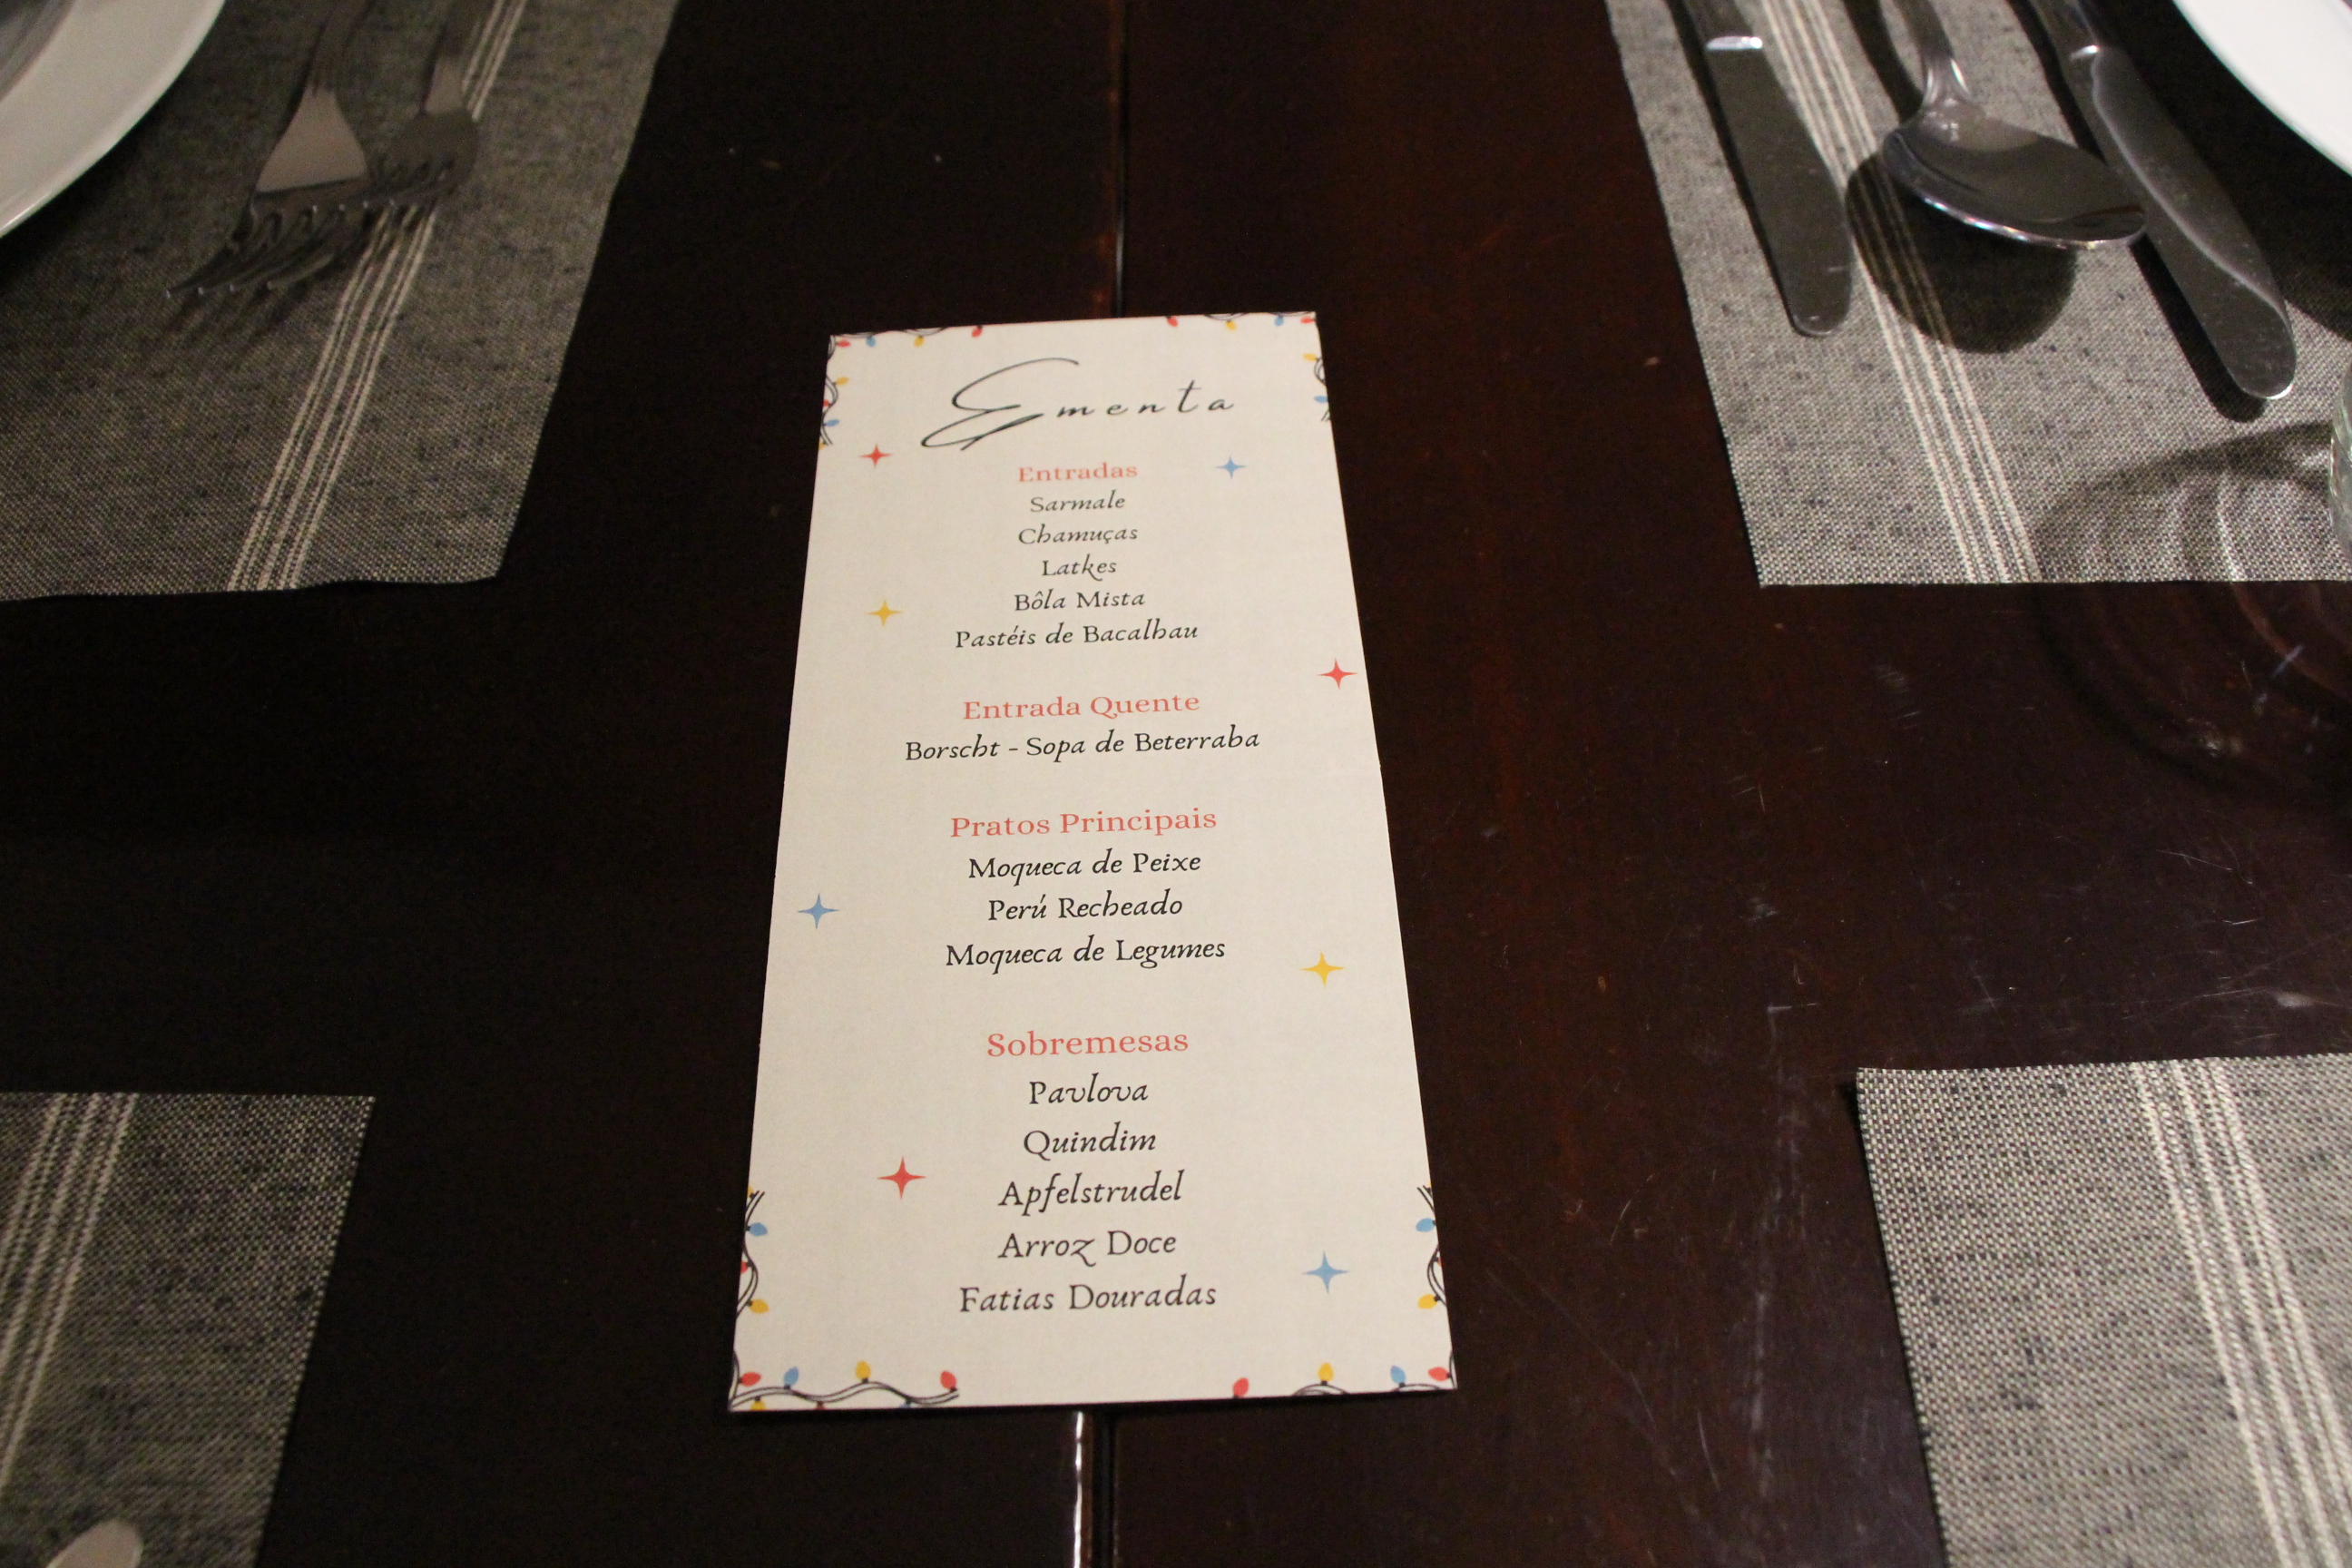 Ementa
Entradas
Sarmale
Chamuças
Latkes
Bôla Mista
Pastéis de Bacalhau
Entrada Quente
Borscht - Sopa de Beterraba
Pratos Principais
Moqueca de Peixe
Perú Recheado
Moqueca de Legumes
Sobremesas
Pavlova
Quindim
Apfelstrudel
Arroz Doce
Fatias Douradas